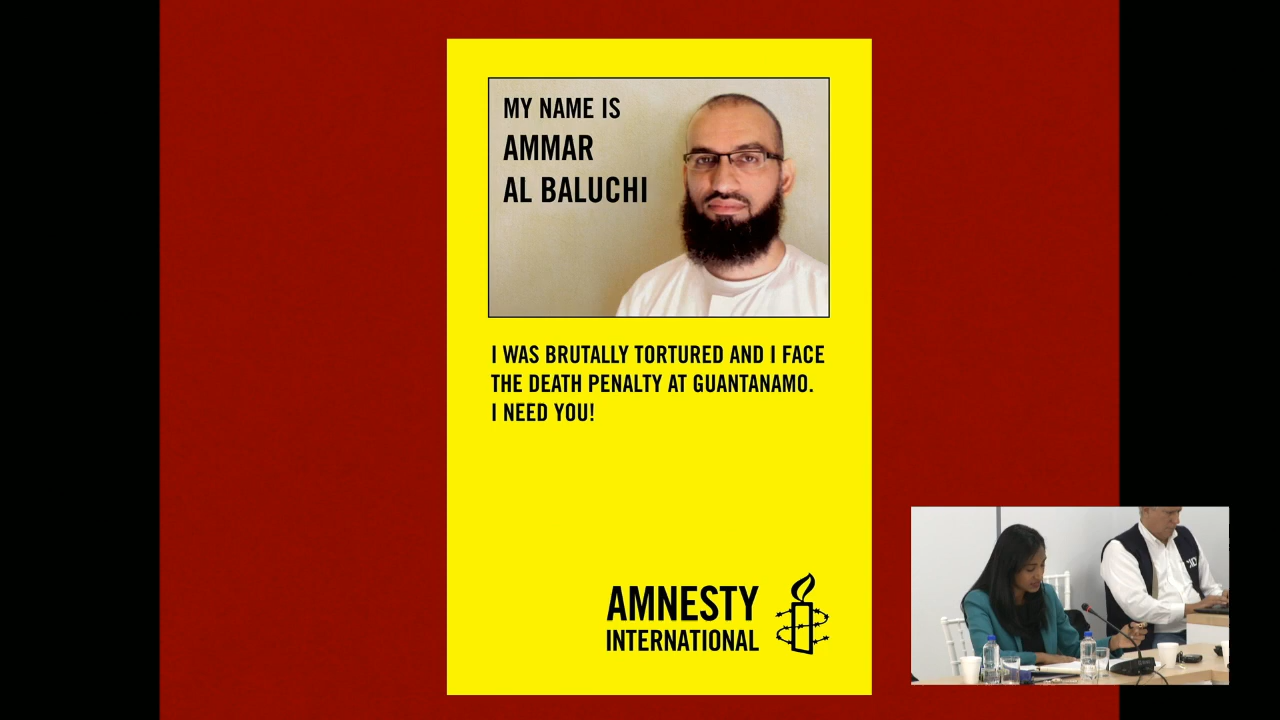 MY NAME IS
AMMAR
AL BALUCHI
I WAS BRUTALLY TORTURED AND I FACE
THE DEATH PENALTY AT GUANTANAMO.
I NEED YOU!
AMNESTY
INTERNATIONAL